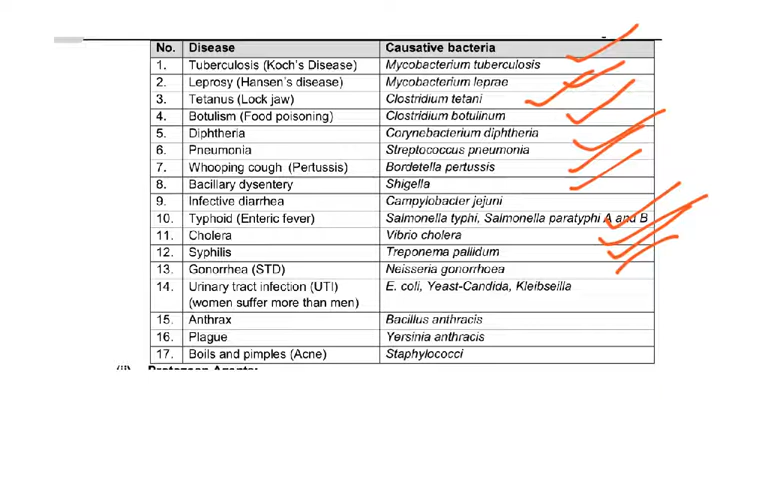 No. Disease Causative bacteria
1. Tuberculosis (Koch's Disease) Mycobacterium tuberculosis
2. Leprosy (Hansen's disease) Mycobacterium leprae
3. Tetanus (Lock jaw) Clostridium tetani
4. Botulism (Food poisoning) Clostridium botulinum
5. Diphtheria Corynebacterium diphtheria
6. Pneumonia Streptococcus pneumonia
7. Whooping cough (Pertussis) Bordetella pertussis
8. Bacillary dysentery Shigella
9. Infective diarrhea Campylobacter jejuni
10. Typhoid (Enteric fever) Salmonella typhi, Salmonella paratyphi A and B
11. Cholera Vibrio cholera
12. Syphilis Treponema pallidum
13. Gonorrhea (STD) Neisseria gonorrhoea
14. Urinary tract infection (UTI) E. coli, Yeast-Candida, Kleibseilla
(women suffer more than men)
15. Anthrax Bacillus anthracis
16. Plague Yersinia anthracis
17. Boils and pimples (Acne) Staphylococci
(ii) Protozoan Agents: